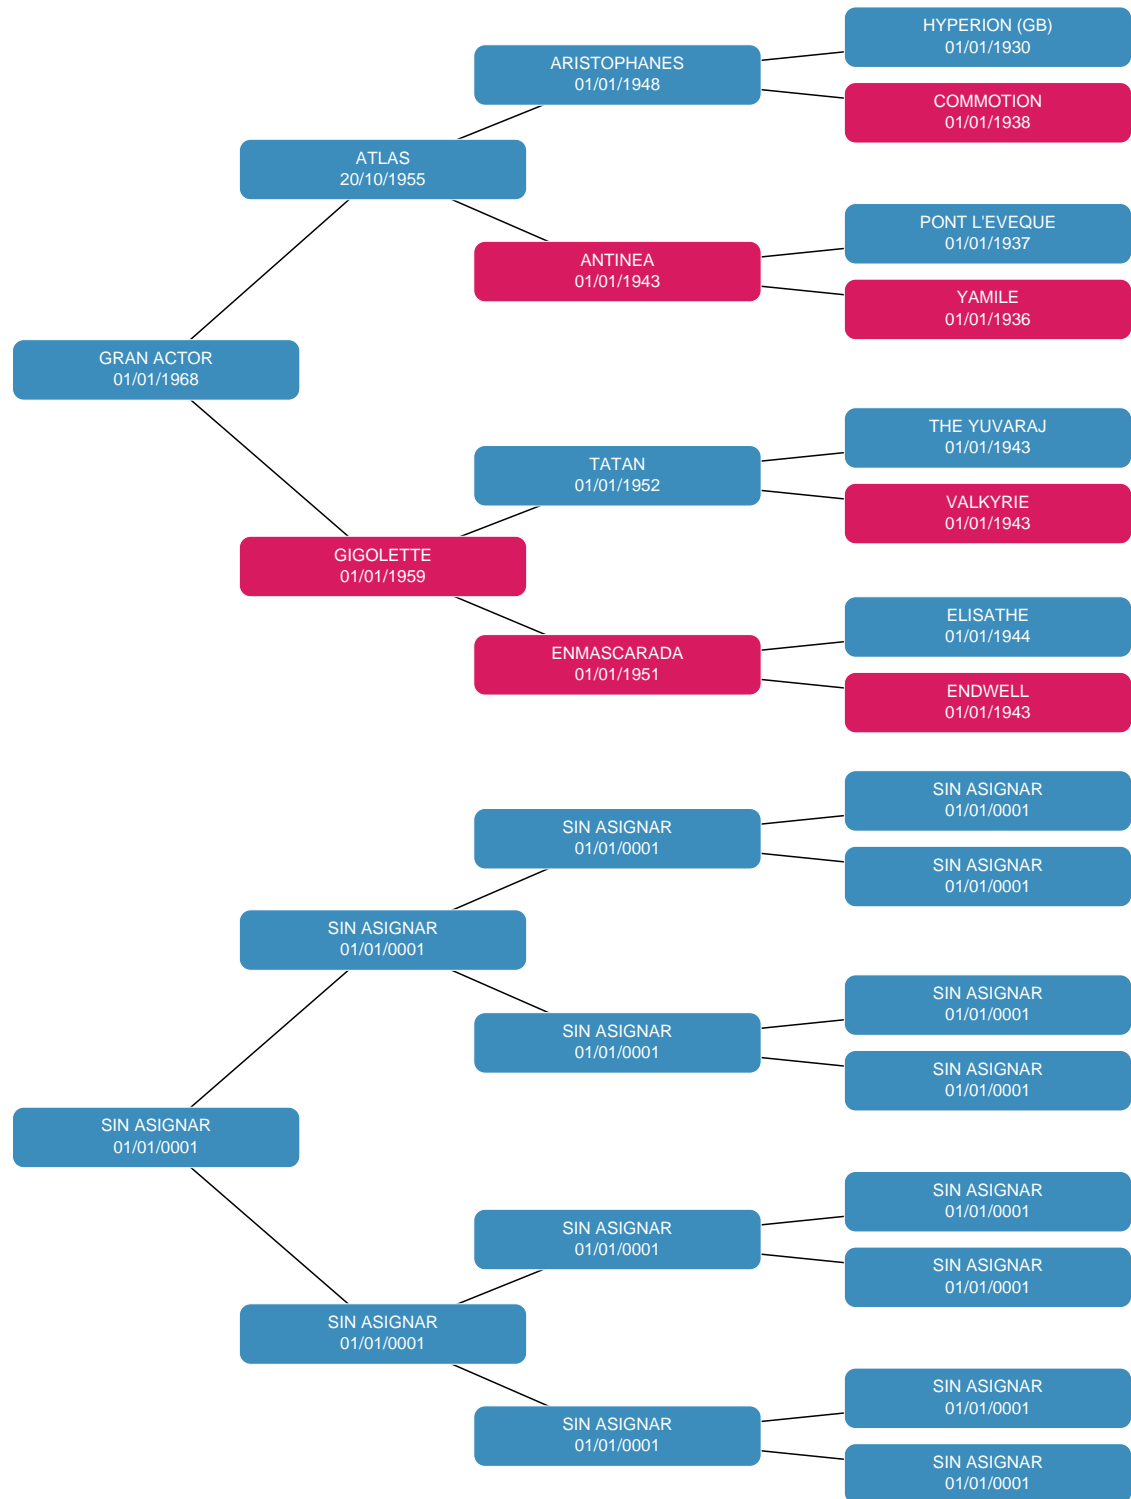 HYPERION (GB)
01/01/1930
ARISTOPHANES
01/01/1948
COMMOTION
01/01/1938
ATLAS
20/10/1955
PONT L'EVEQUE
01/01/1937
ANTINEA
01/01/1943
YAMILE
01/01/1936
GRAN ACTOR
01/01/1968
THE YUVARAJ
01/01/1943
TATAN
01/01/1952
VALKYRIE
01/01/1943
GIGOLETTE
01/01/1959
ELISATHE
01/01/1944
ENMASCARADA
01/01/1951
ENDWELL
01/01/1943
SIN ASIGNAR
01/01/0001
SIN ASIGNAR
01/01/0001
SIN ASIGNAR
01/01/0001
SIN ASIGNAR
01/01/0001
SIN ASIGNAR
01/01/0001
SIN ASIGNAR
01/01/0001
SIN ASIGNAR
01/01/0001
SIN ASIGNAR
01/01/0001
SIN ASIGNAR
01/01/0001
SIN ASIGNAR
01/01/0001
SIN ASIGNAR
01/01/0001
SIN ASIGNAR
01/01/0001
SIN ASIGNAR
01/01/0001
SIN ASIGNAR
01/01/0001
SIN ASIGNAR
01/01/0001